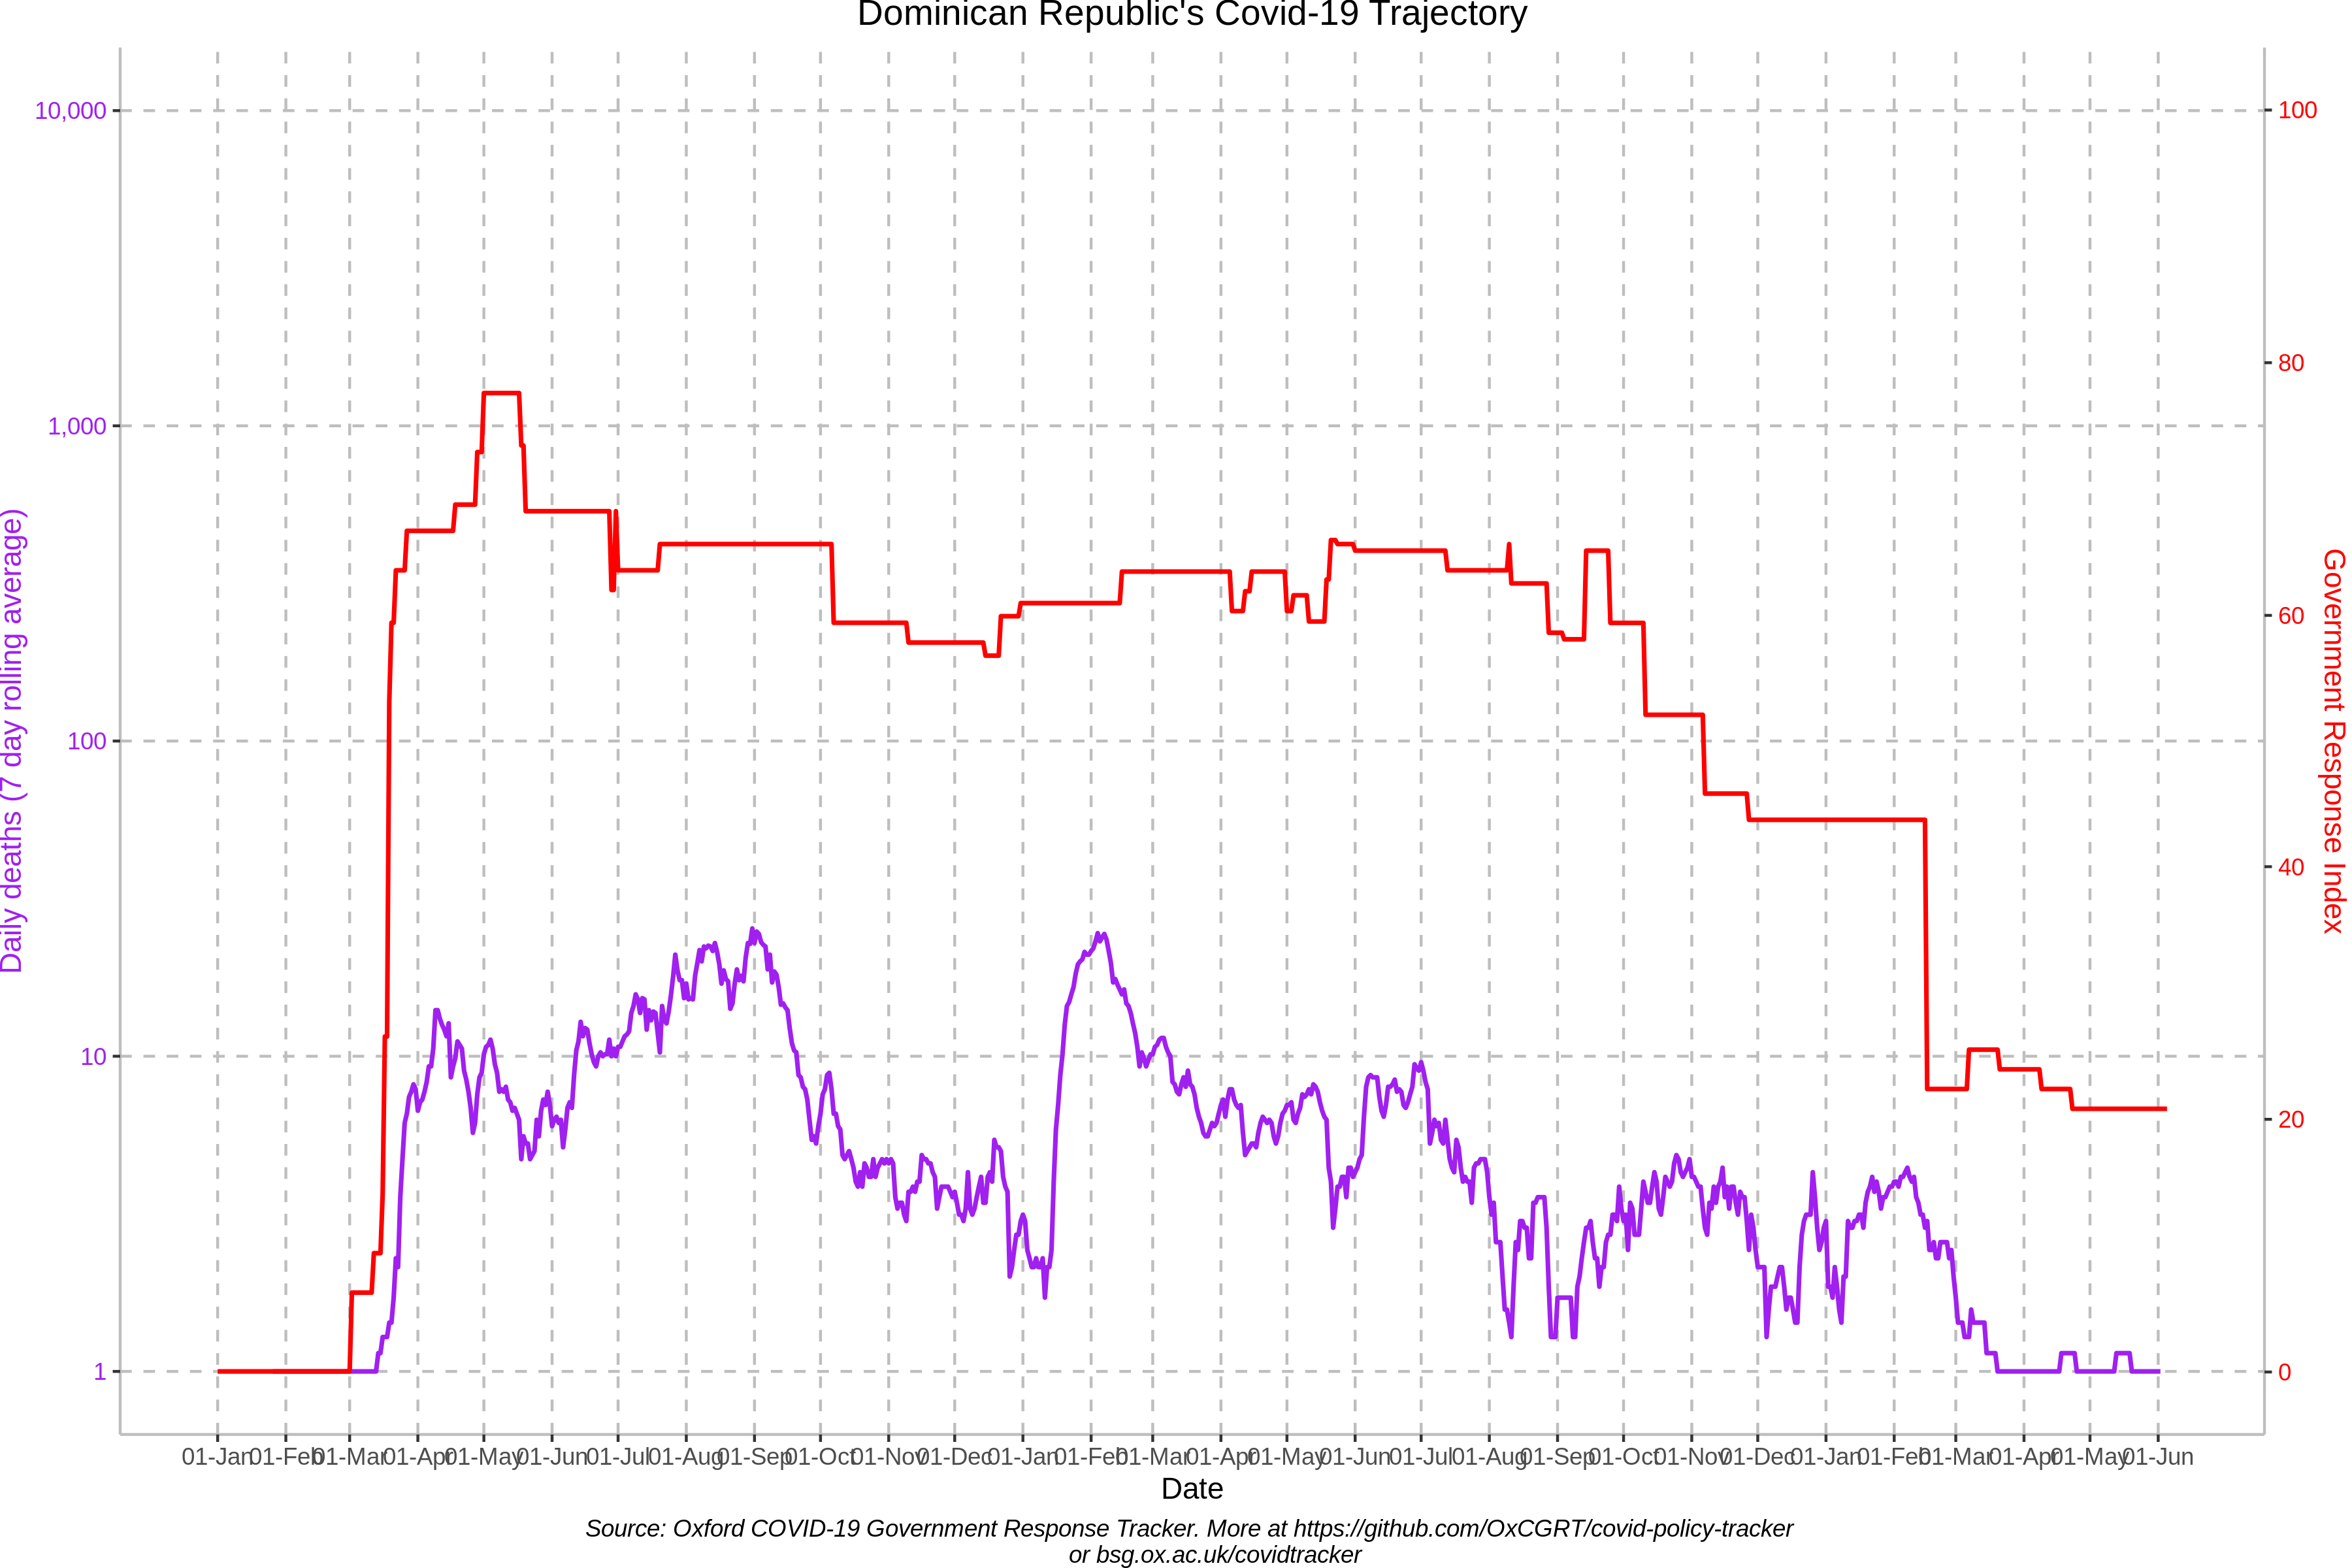 Dominican Republic's Covid-19 Trajectory
10,000
1,000
100
10
1
Daily deaths (7 day rolling average)
100
80
60
40
20
0
Government Response Index
01-Jan 01-Feb 01-Mar 01-Apr 01-May 01-Jun 01-Jul 01-Aug 01-Sep 01-Oct 01-Nov 01-Dec 01-Jan 01-Feb 01-Mar 01-Apr 01-May 01-Jun 01-Jul 01-Aug 01-Sep 01-Oct 01-Nov 01-Dec 01-Jan 01-Feb 01-Mar 01-Apr 01-May 01-Jun
Date
Source: Oxford COVID-19 Government Response Tracker. More at https://github.com/OxCGRT/covid-policy-tracker
or bsg.ox.ac.uk/covidtracker